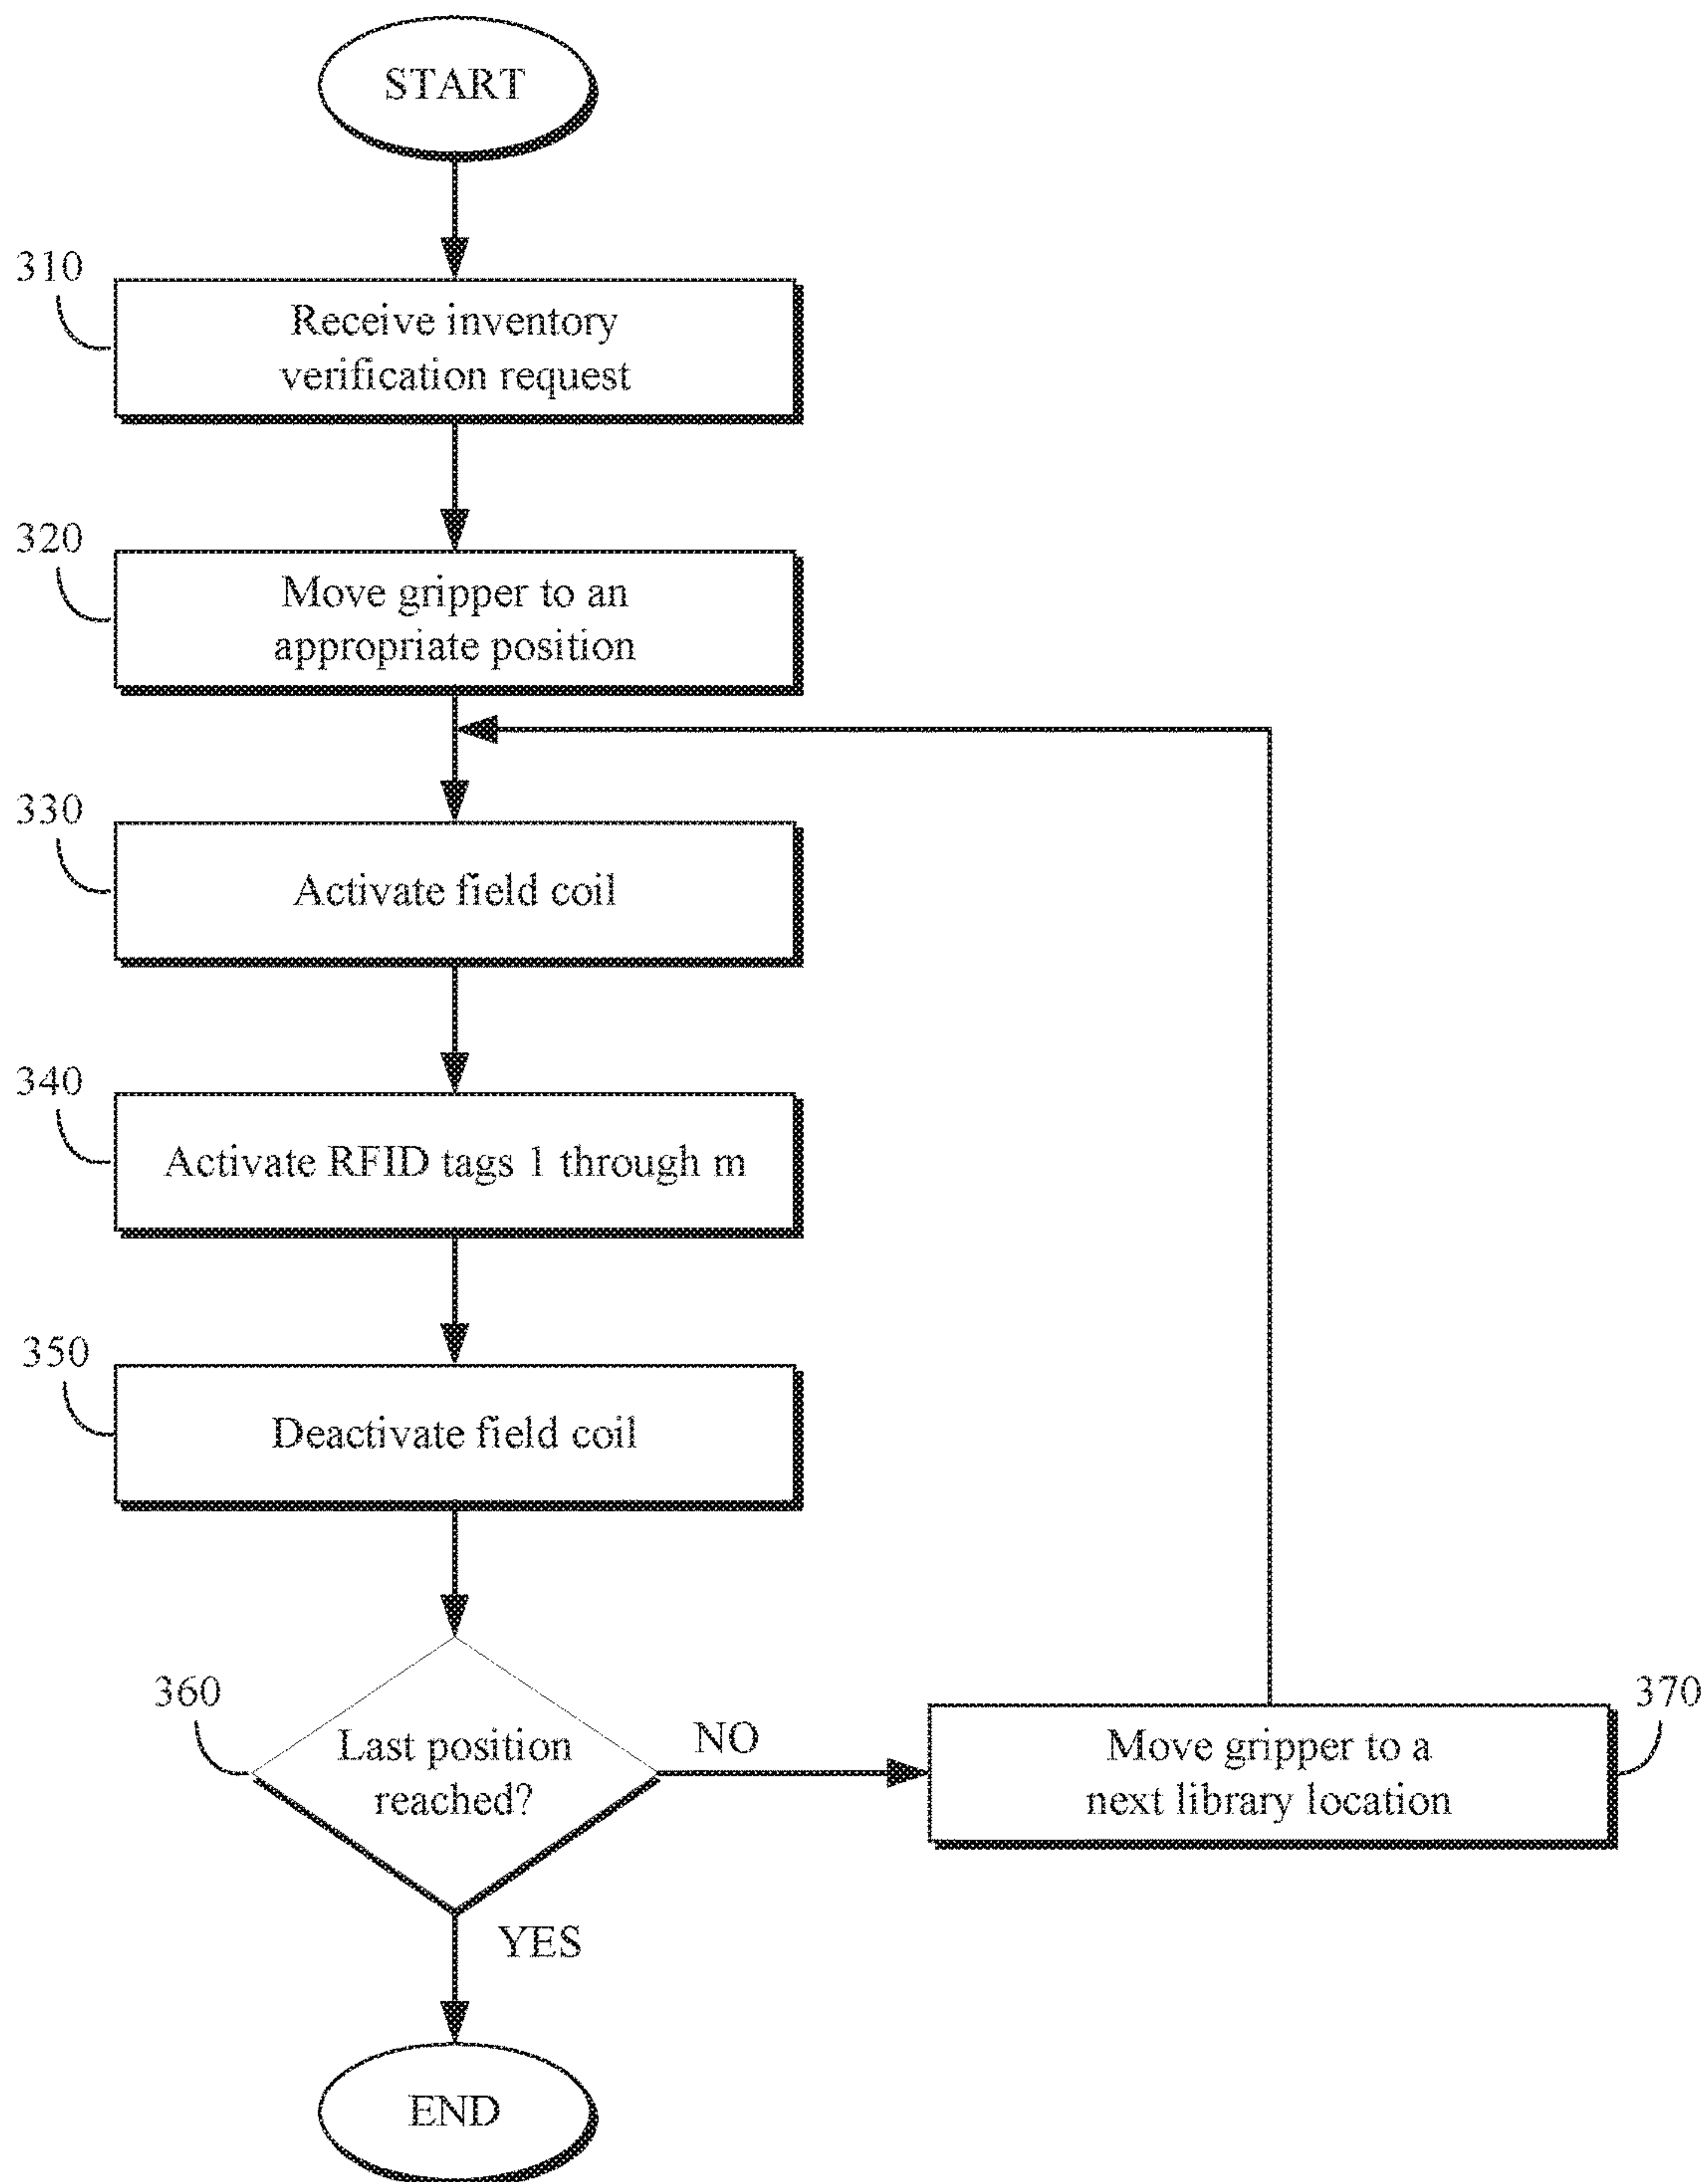 START
310
Receive inventory
verification request
320
Move gripper to an
appropriate position
330
Activate field coil
340
Activate RFID tags 1 through m
350
Deactivate field coil
360
Last position
reached?
NO
370
Move gripper to a
next library location
YES
END